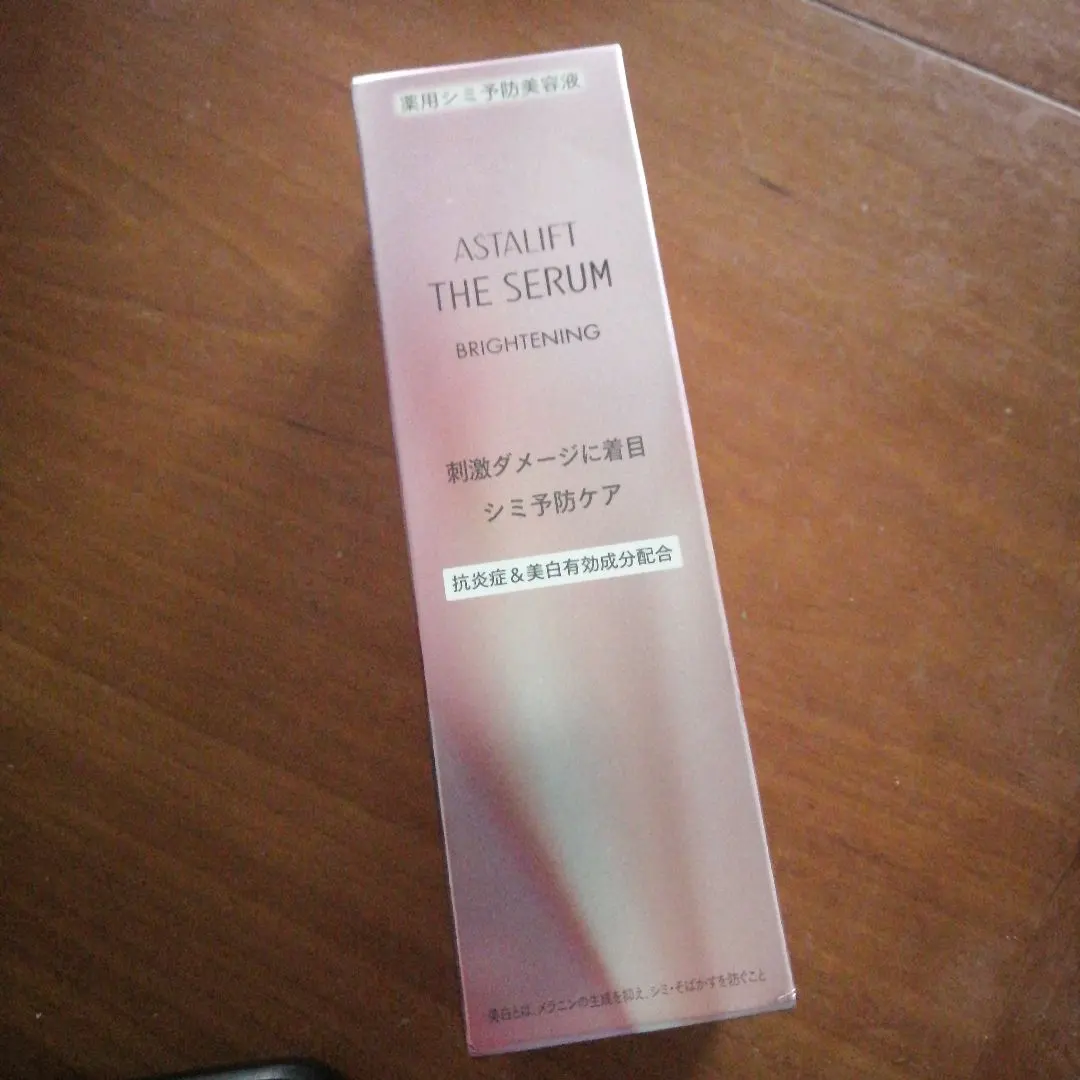 薬用シミ予防美容液
ASTALIFT
THE SERUM
BRIGHTENING
刺激ダメージに着目
シミ予防ケア
抗炎症&美白有効成分配合
美白とは、メラニンの生成を抑え、シミ・そばかすを防ぐこと